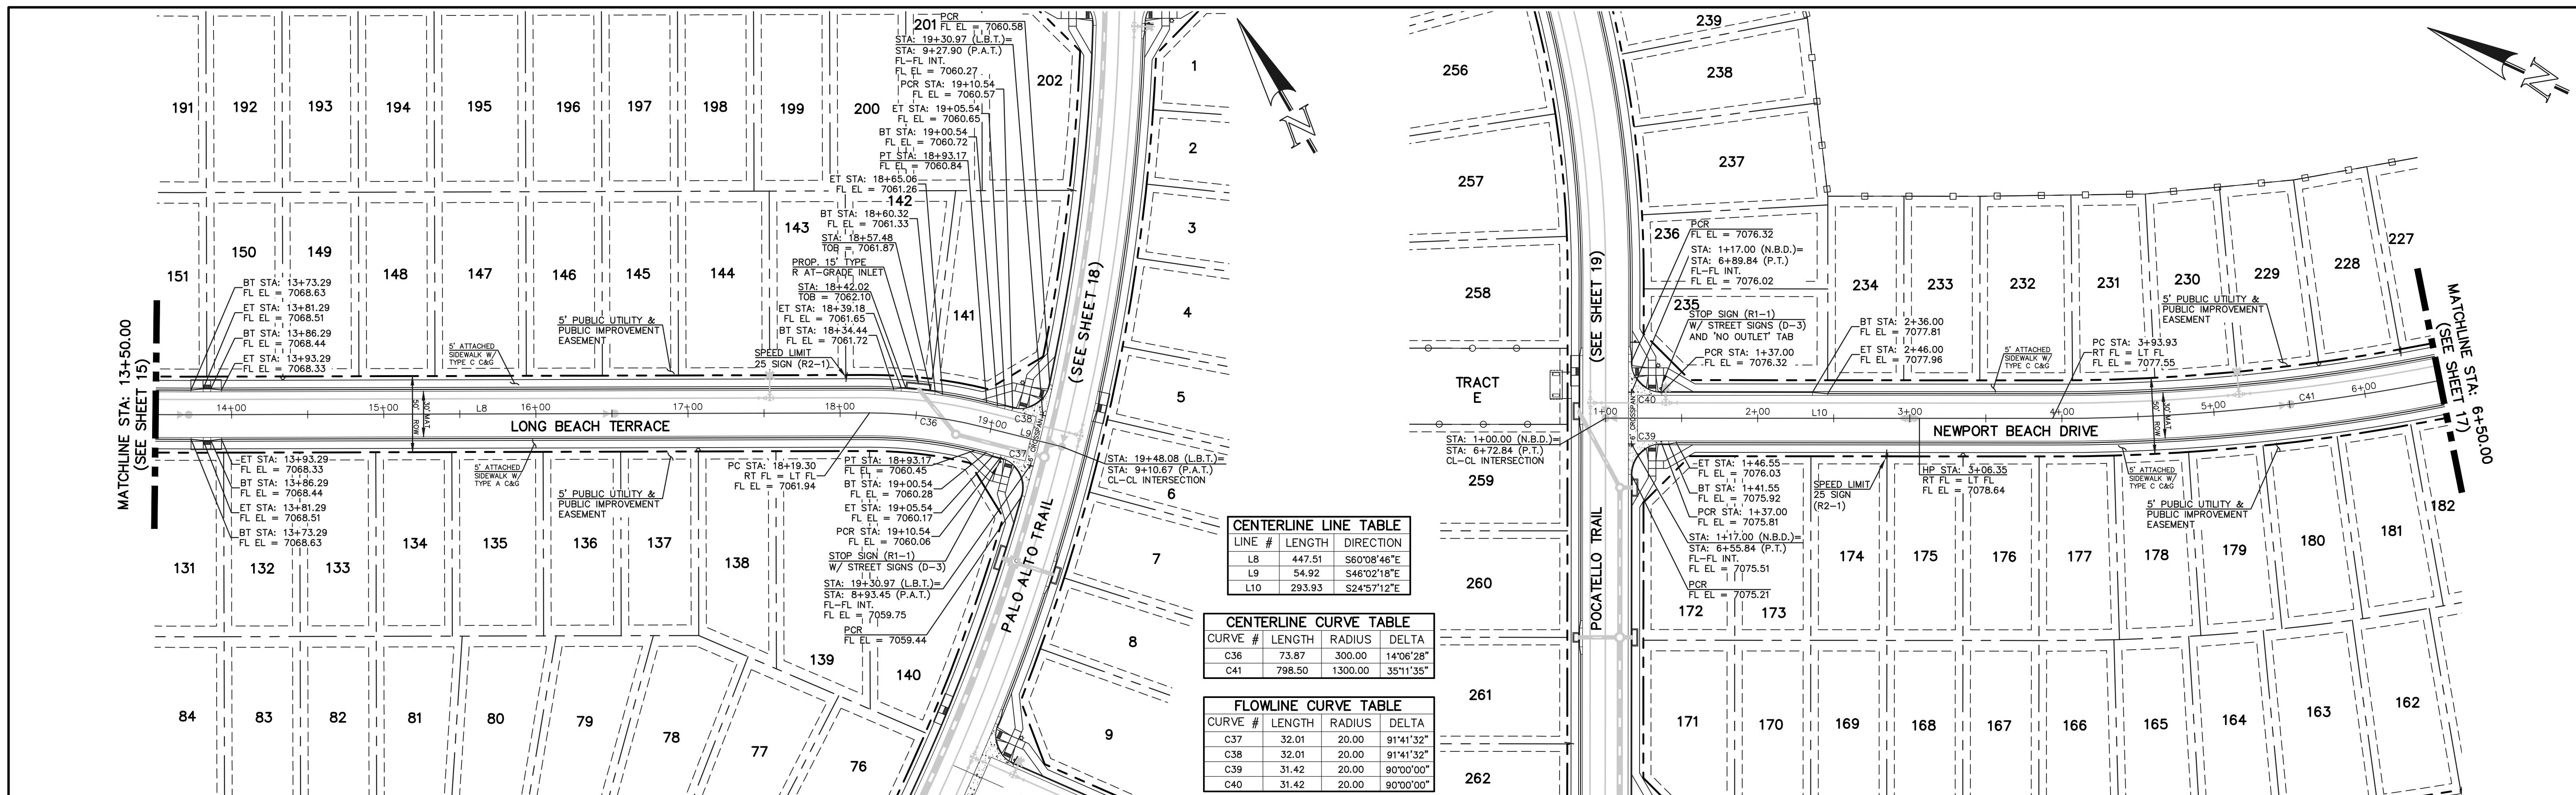 191
192
193
194
195
196
197
198
199
200
201
202
PCR
FL EL = 7060.58
STA: 19+30.97 (L.B.T.)=
STA: 9+27.90 (P.A.T.)
FL-FL INT.
FL EL = 7060.27
PCR STA: 19+10.54
FL EL = 7060.57
ET STA: 19+05.54
FL EL = 7060.65
BT STA: 19+00.54
FL EL = 7060.72
PT STA: 18+93.17
FL EL = 7060.84
ET STA: 18+65.06
FL EL = 7061.26
142
BT STA: 18+60.32
FL EL = 7061.33
STA: 18+57.48
TOB = 7061.87
PROP. 15' TYPE
R AT-GRADE INLET
STA: 18+42.02
TOB = 7062.10
ET STA: 18+39.18
FL EL = 7061.65
BT STA: 18+34.44
FL EL = 7061.72
SPEED LIMIT
25 SIGN (R2-1)
151
150
149
148
147
146
145
144
143
141
BT STA: 13+73.29
FL EL = 7068.63
ET STA: 13+81.29
FL EL = 7068.51
BT STA: 13+86.29
FL EL = 7068.44
ET STA: 13+93.29
FL EL = 7068.33
5' ATTACHED
SIDEWALK W/
TYPE C C&G
5' PUBLIC UTILITY &
PUBLIC IMPROVEMENT
EASEMENT
MATCHLINE STA: 13+50.00
(SEE SHEET 15)
14+00
15+00
L8
16+00
17+00
18+00
C36
19+00
L9
C38
C37
30' MAT
50' ROW
6' CROSSPAN
LONG BEACH TERRACE
ET STA: 13+93.29
FL EL = 7068.33
BT STA: 13+86.29
FL EL = 7068.44
ET STA: 13+81.29
FL EL = 7068.51
BT STA: 13+73.29
FL EL = 7068.63
5' ATTACHED
SIDEWALK W/
TYPE A C&G
5' PUBLIC UTILITY &
PUBLIC IMPROVEMENT
EASEMENT
PC STA: 18+19.30
RT FL = LT FL
FL EL = 7061.94
PT STA: 18+93.17
FL EL = 7060.45
BT STA: 19+00.54
FL EL = 7060.28
ET STA: 19+05.54
FL EL = 7060.17
PCR STA: 19+10.54
FL EL = 7060.06
STOP SIGN (R1-1)
W/ STREET SIGNS (D-3)
STA: 19+30.97 (L.B.T.)=
STA: 8+93.45 (P.A.T.)
FL-FL INT.
FL EL = 7059.75
PCR
FL EL = 7059.44
STA: 19+48.08 (L.B.T.)=
STA: 9+10.67 (P.A.T.)
CL-CL INTERSECTION
131
132
133
134
135
136
137
138
139
140
84
83
82
81
80
79
78
77
76
(SEE SHEET 18)
PALO ALTO TRAIL
1
2
3
4
5
6
7
8
9
N
CENTERLINE LINE TABLE
LINE # LENGTH DIRECTION
L8 447.51 S60°08'46"E
L9 54.92 S46°02'18"E
L10 293.93 S24°57'12"E
CENTERLINE CURVE TABLE
CURVE # LENGTH RADIUS DELTA
C36 73.87 300.00 14°06'28"
C41 798.50 1300.00 35°11'35"
FLOWLINE CURVE TABLE
CURVE # LENGTH RADIUS DELTA
C37 32.01 20.00 91°41'32"
C38 32.01 20.00 91°41'32"
C39 31.42 20.00 90°00'00"
C40 31.42 20.00 90°00'00"
256
257
258
TRACT
E
259
260
261
262
STA: 1+00.00 (N.B.D.)=
STA: 6+72.84 (P.T.)
CL-CL INTERSECTION
(SEE SHEET 19)
POCATELLO TRAIL
239
238
237
236
235
234
233
232
231
230
229
228
227
N
PCR
FL EL = 7076.32
STA: 1+17.00 (N.B.D.)=
STA: 6+89.84 (P.T.)
FL-FL INT.
FL EL = 7076.02
STOP SIGN (R1-1)
W/ STREET SIGNS (D-3)
AND 'NO OUTLET' TAB
PCR STA: 1+37.00
FL EL = 7076.32
BT STA: 2+36.00
FL EL = 7077.81
ET STA: 2+46.00
FL EL = 7077.96
5' ATTACHED
SIDEWALK W/
TYPE C C&G
PC STA: 3+93.93
RT FL = LT FL
FL EL = 7077.55
5' PUBLIC UTILITY &
PUBLIC IMPROVEMENT
EASEMENT
MATCHLINE STA: 6+50.00
(SEE SHEET 17)
C40
1+00
2+00
L10
3+00
4+00
5+00
C41
6+00
6' CROSSPAN
C39
30' MAT
50' ROW
NEWPORT BEACH DRIVE
ET STA: 1+46.55
FL EL = 7076.03
BT STA: 1+41.55
FL EL = 7075.92
PCR STA: 1+37.00
FL EL = 7075.81
STA: 1+17.00 (N.B.D.)=
STA: 6+55.84 (P.T.)
FL-FL INT.
FL EL = 7075.51
PCR
FL EL = 7075.21
SPEED LIMIT
25 SIGN
(R2-1)
HP STA: 3+06.35
RT FL = LT FL
FL EL = 7078.64
5' ATTACHED
SIDEWALK W/
TYPE C C&G
5' PUBLIC UTILITY &
PUBLIC IMPROVEMENT
EASEMENT
172
173
174
175
176
177
178
179
180
181
182
171
170
169
168
167
166
165
164
163
162